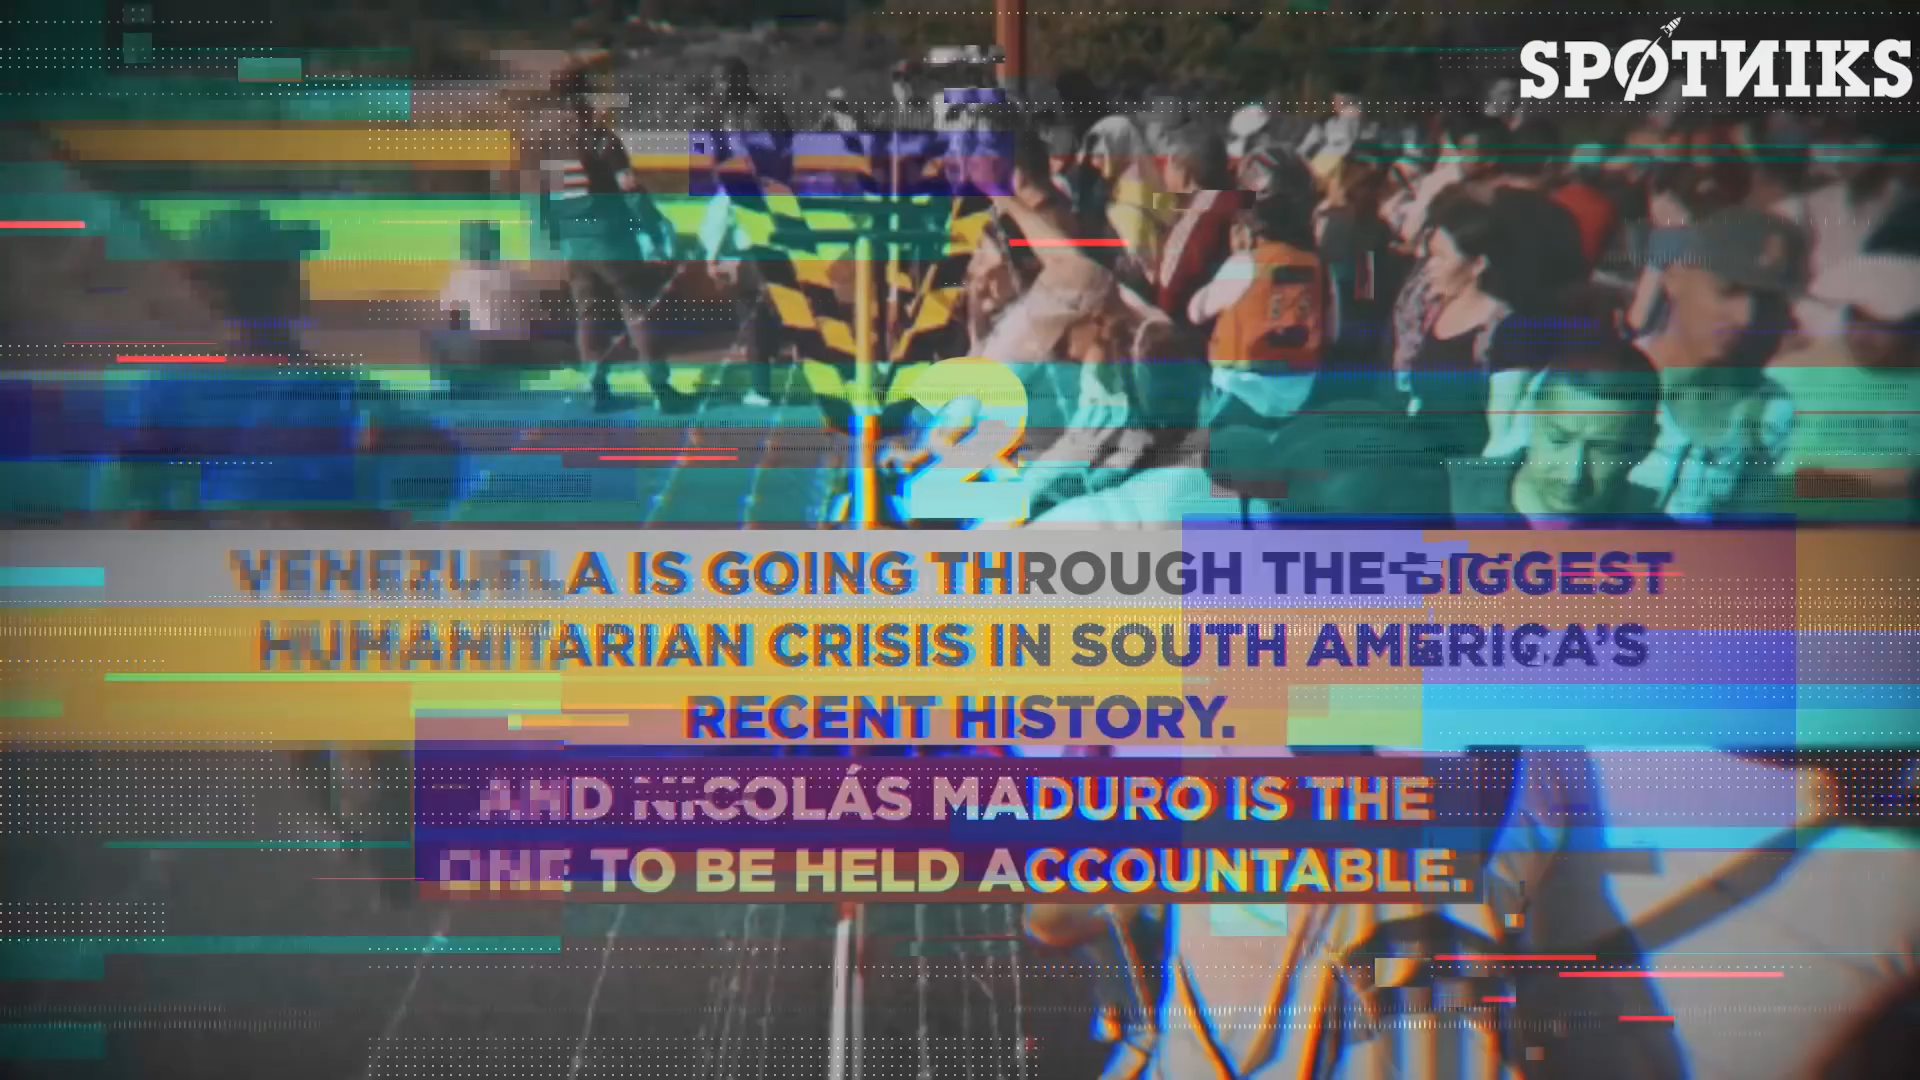 SPOTNIKS
2
VENEZUELA IS GOING THROUGH THE BIGGEST
HUMANITARIAN CRISIS IN SOUTH AMERICA'S
RECENT HISTORY.
AND NICOLÁS MADURO IS THE
ONE TO BE HELD ACCOUNTABLE.